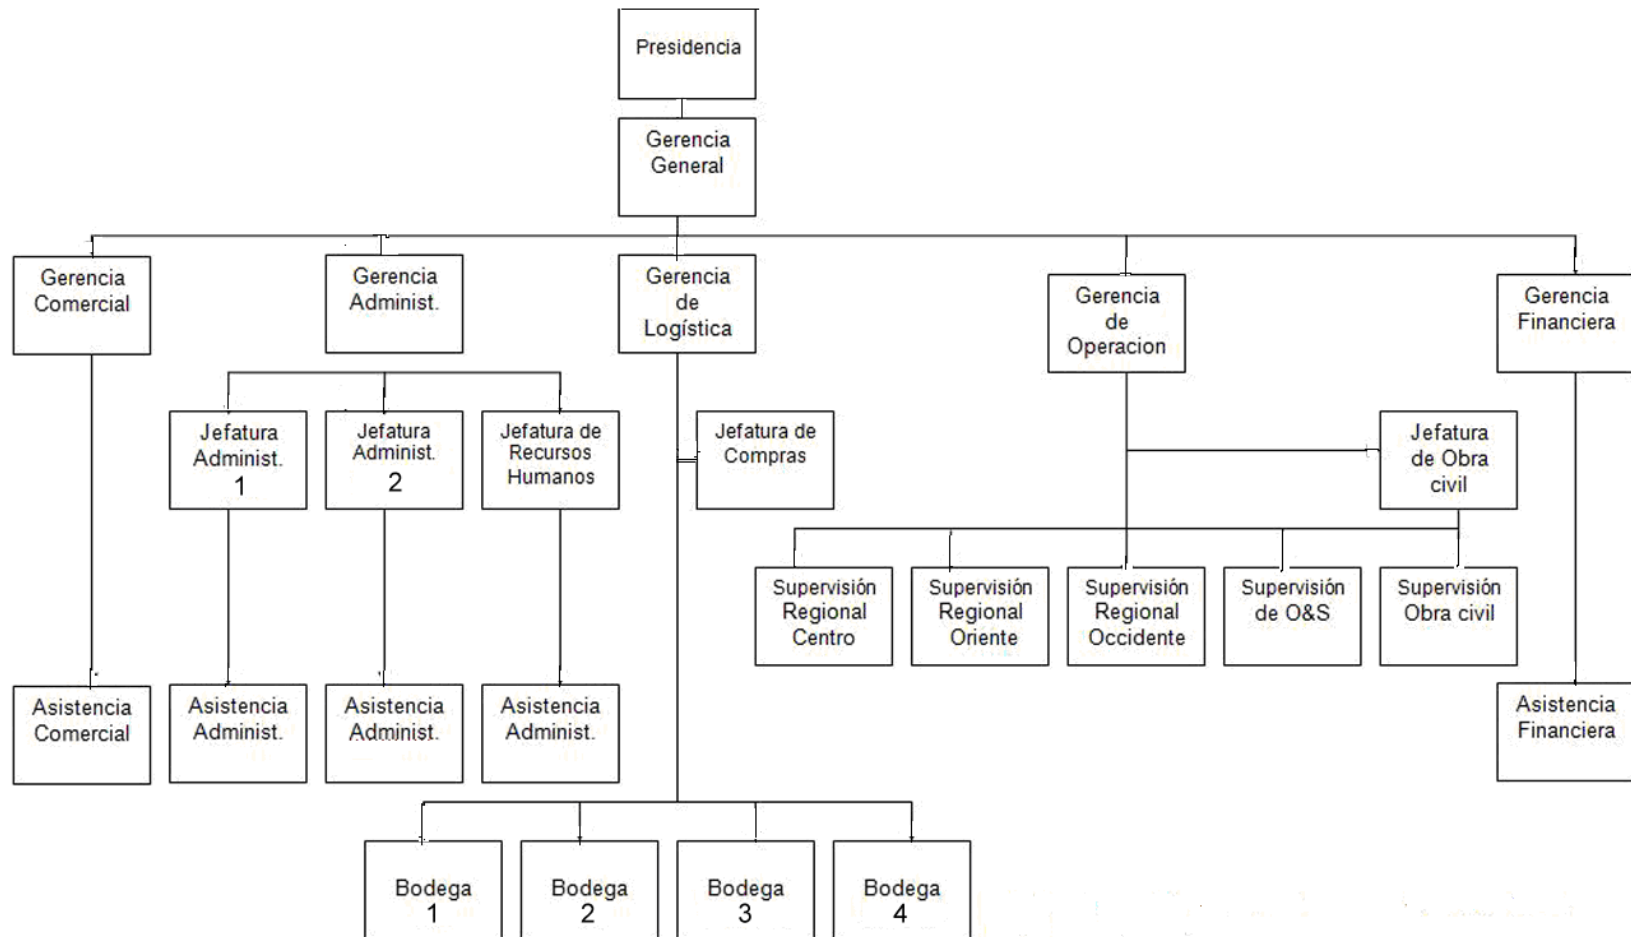 Presidencia
Gerencia
General
Gerencia
Comercial
Gerencia
Administ.
Gerencia
de
Logística
Gerencia
de
Operacion
Gerencia
Financiera
Jefatura
Administ.
1
Jefatura
Administ.
2
Jefatura de
Recursos
Humanos
Jefatura de
Compras
Jefatura
de Obra
civil
Supervisión
Regional
Centro
Supervisión
Regional
Oriente
Supervisión
Regional
Occidente
Supervisión
de O&S
Supervisión
Obra civil
Asistencia
Comercial
Asistencia
Administ.
Asistencia
Administ.
Asistencia
Administ.
Asistencia
Financiera
Bodega
1
Bodega
2
Bodega
3
Bodega
4